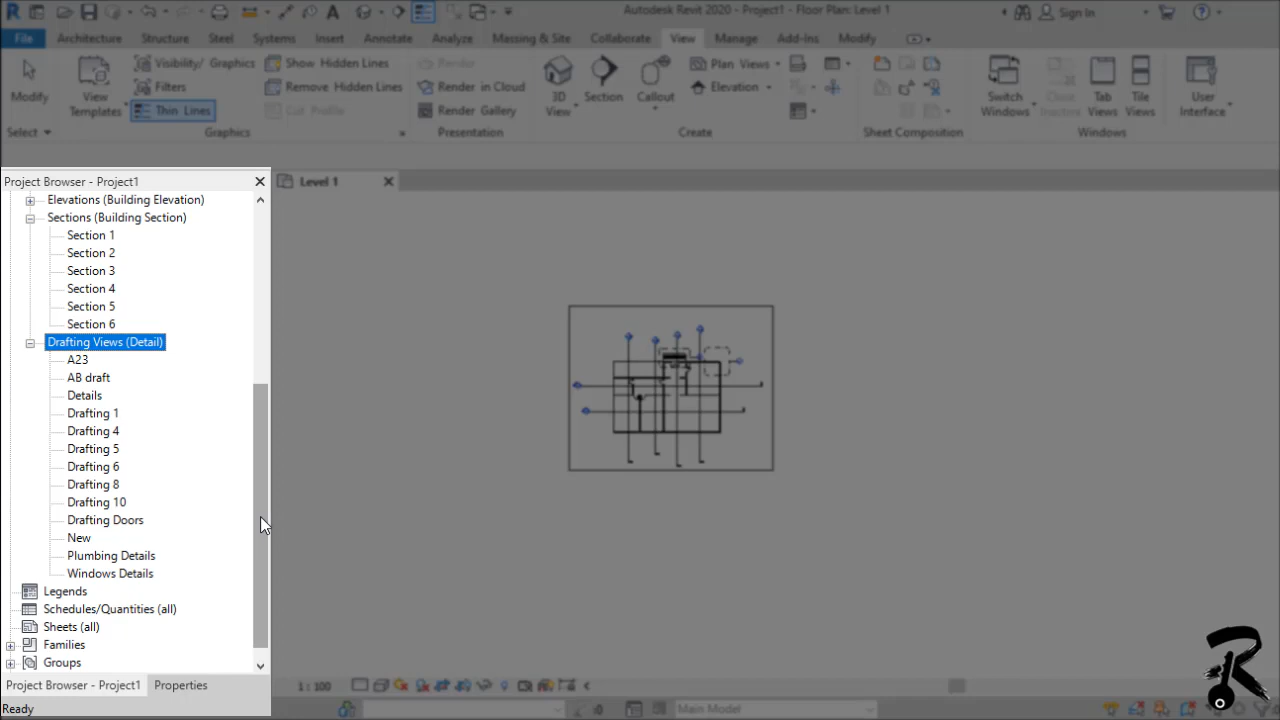 Autodesk Revit 2020 - Project1 - Floor Plan: Level 1
Sign In
File Architecture Structure Steel Systems Insert Annotate Analyze Massing & Site Collaborate View Manage Add-Ins Modify
Modify
View
Templates
Visibility/ Graphics
Filters
Thin Lines
Show Hidden Lines
Remove Hidden Lines
Cut Profile
Render
Render in Cloud
Render Gallery
3D
View
Section
Callout
Plan Views
Elevation
Switch
Windows
Close
Inactive
Tab
Views
Tile
Views
User
Interface
Select
Graphics
Presentation
Create
Sheet Composition
Windows
Project Browser - Project1
Level 1
Elevations (Building Elevation)
Sections (Building Section)
Section 1
Section 2
Section 3
Section 4
Section 5
Section 6
Drafting Views (Detail)
A23
AB draft
Details
Drafting 1
Drafting 4
Drafting 5
Drafting 6
Drafting 8
Drafting 10
Drafting Doors
New
Plumbing Details
Windows Details
Legends
Schedules/Quantities (all)
Sheets (all)
Families
Groups
Project Browser - Project1
Properties
1 : 100
Ready
:0
Main Model